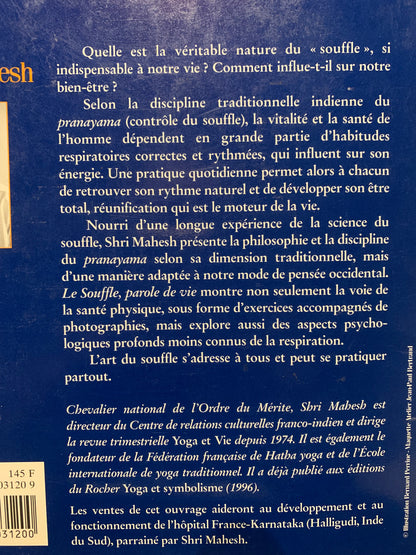 Quelle est la véritable nature du « souffle », si
indispensable à notre vie ? Comment influe-t-il sur notre
bien-être ?
Selon la discipline traditionnelle indienne du
pranayama (contrôle du souffle), la vitalité et la santé de
l'homme dépendent en grande partie d'habitudes
respiratoires correctes et rythmées, qui influent sur son
énergie. Une pratique quotidienne permet alors à chacun
de retrouver son rythme naturel et de développer son être
total, réunification qui est le moteur de la vie.
Nourri d'une longue expérience de la science du
souffle, Shri Mahesh présente la philosophie et la discipline
du pranayama selon sa dimension traditionnelle, mais
d'une manière adaptée à notre mode de pensée occidental.
Le Souffle, parole de vie montre non seulement la voie de
la santé physique, sous forme d'exercices accompagnés de
photographies, mais explore aussi des aspects psycho-
logiques profonds moins connus de la respiration.
L'art du souffle s'adresse à tous et peut se pratiquer
partout.
Chevalier national de l'Ordre du Mérite, Shri Mahesh est
directeur du Centre de relations culturelles franco-indien et dirige
la revue trimestrielle Yoga et Vie depuis 1974. Il est également le
fondateur de la Fédération française de Hatha yoga et de l'École
internationale de yoga traditionnel. Il a déjà publié aux éditions
du Rocher Yoga et symbolisme (1996).
Les ventes de cet ouvrage aideront au développement et au
fonctionnement de l'hôpital France-Karnataka (Halligudi, Inde
du Sud), parrainé par Shri Mahesh.
esh
145 F
03120 9
031200
® Illustration Bernard Perrine - Maquette Atelier Jean-Paul Bertrand